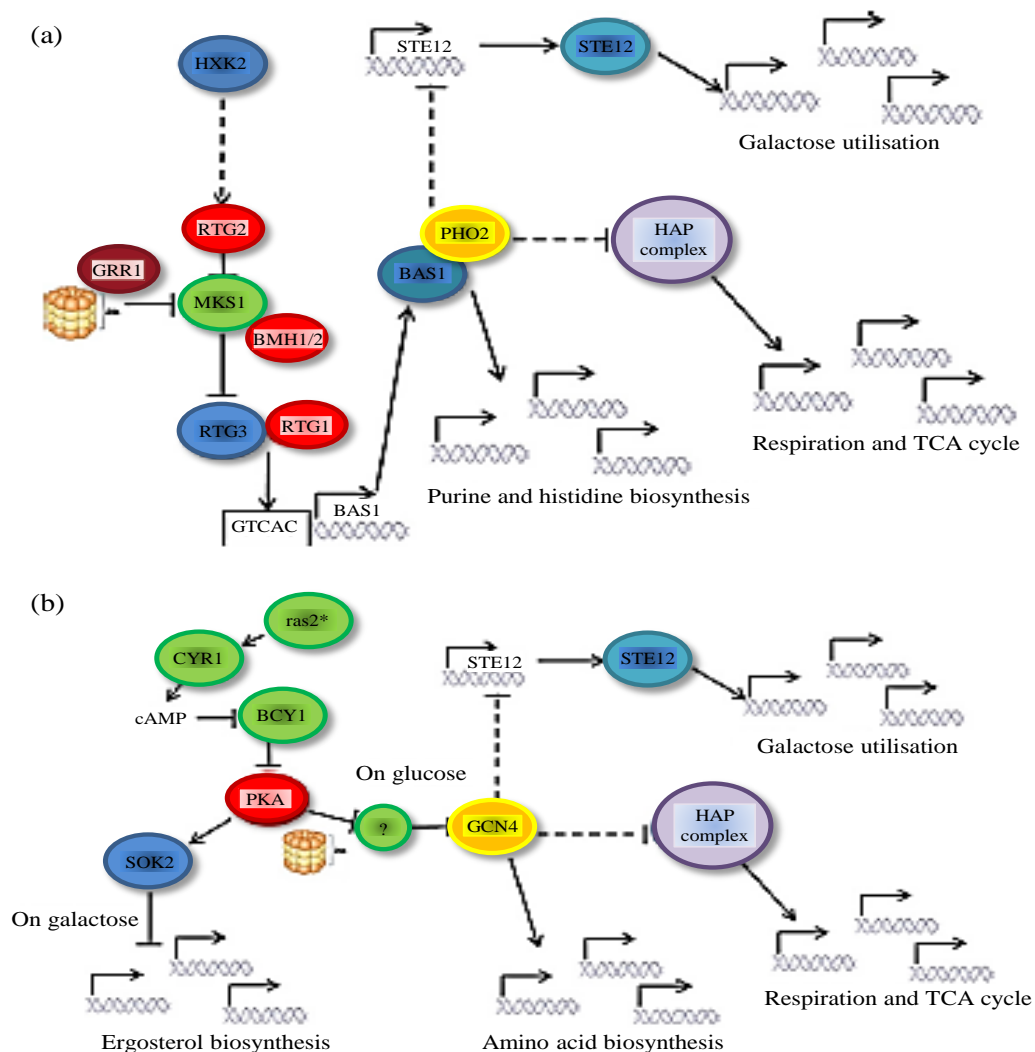 (a)
HXK2
STE12
STE12
Galactose utilisation
RTG2
GRR1
MKS1
BMH1/2
PHO2
BAS1
HAP
complex
RTG3
RTG1
GTCAC
BAS1
Purine and histidine biosynthesis
Respiration and TCA cycle
(b)
ras2*
CYR1
cAMP
BCY1
STE12
STE12
Galactose utilisation
On glucose
PKA
?
GCN4
HAP
complex
SOK2
On galactose
Ergosterol biosynthesis
Amino acid biosynthesis
Respiration and TCA cycle